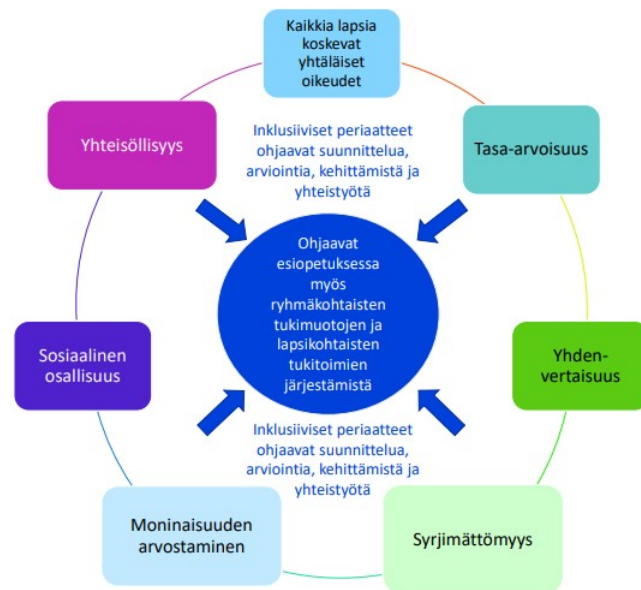 Kaikkia lapsia
koskevat
yhtäläiset
oikeudet
Yhteisöllisyys
Inklusiiviset periaatteet
ohjaavat suunnittelua,
arviointia, kehittämistä ja
yhteistyötä
Tasa-arvoisuus
Ohjaavat
esiopetuksessa
myös
ryhmäkohtaisten
tukimuotojen ja
lapsikohtaisten
tukitoimien
järjestämistä
Sosiaalinen
osallisuus
Yhden-
vertaisuus
Inklusiiviset periaatteet
ohjaavat suunnittelua,
arviointia, kehittämistä ja
yhteistyötä
Moninaisuuden
arvostaminen
Syrjimättömyys